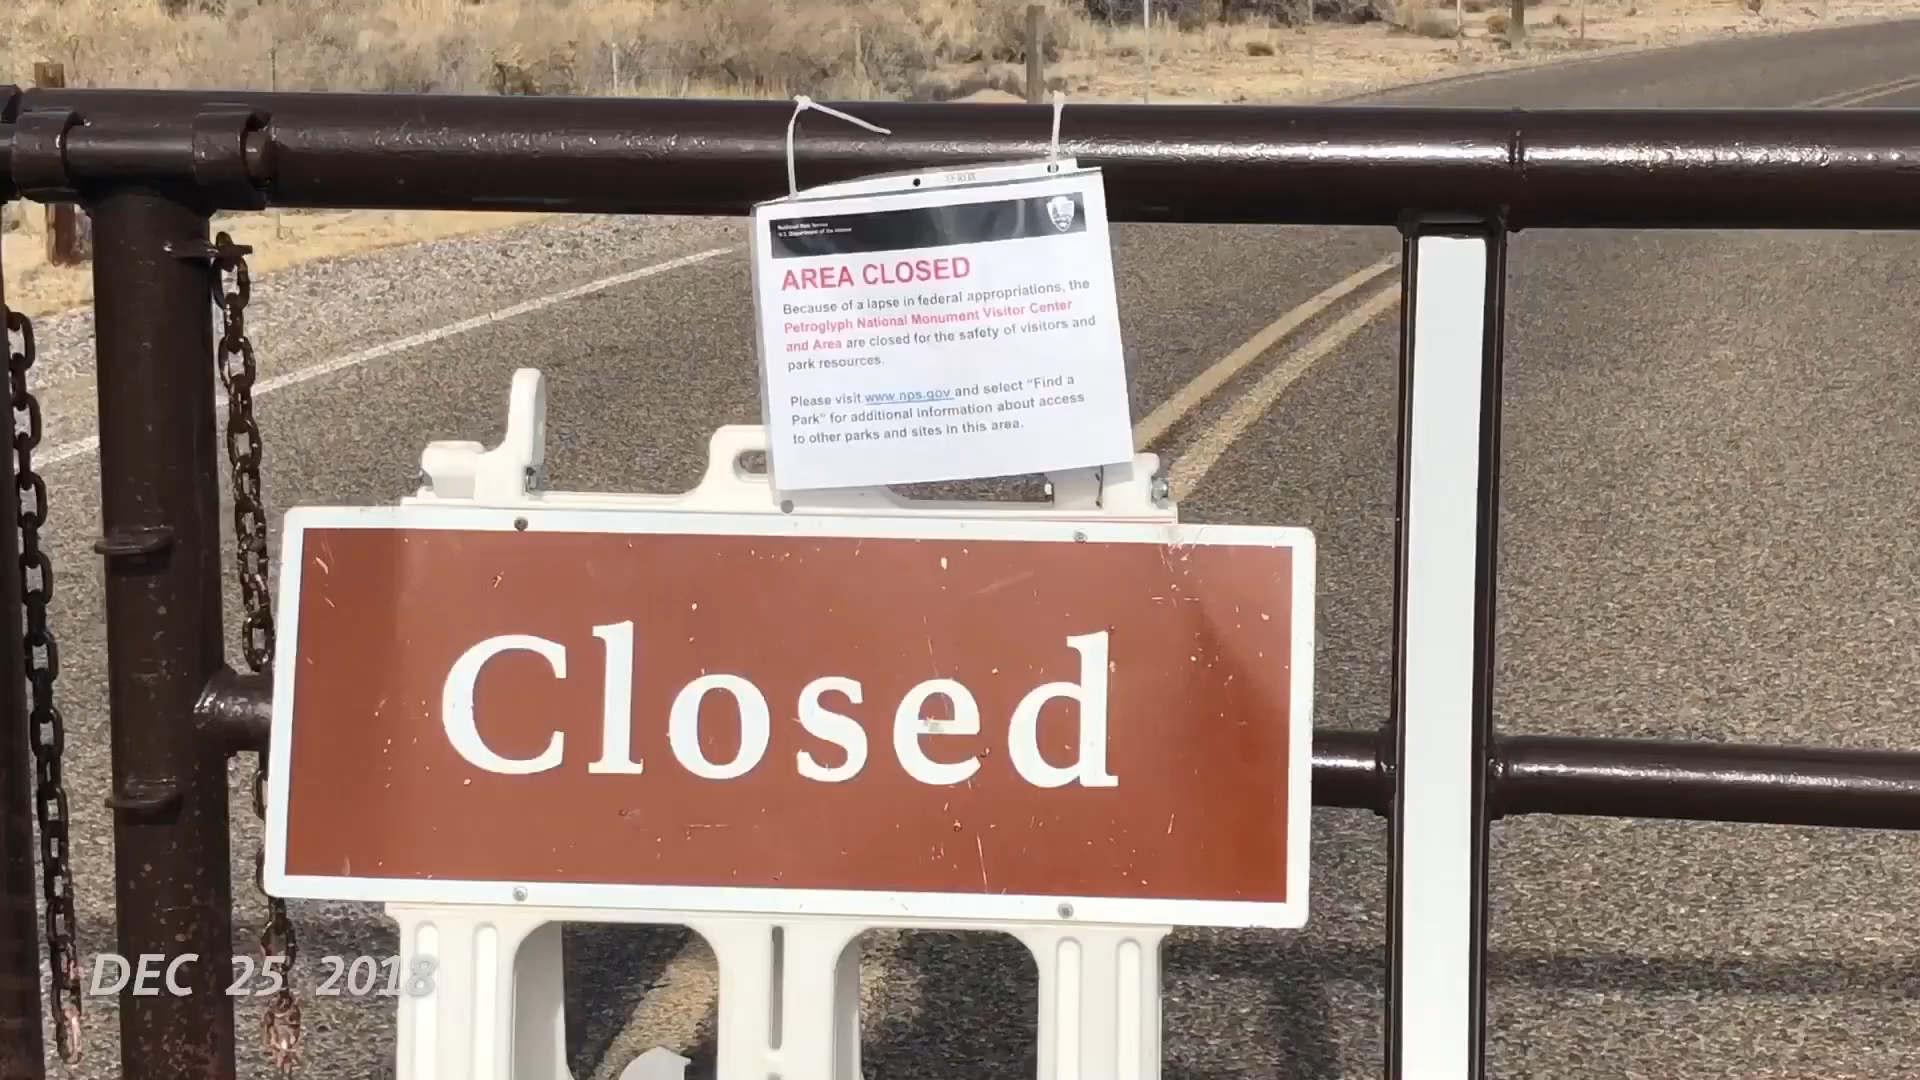 XEROX
National Park Service
U.S. Department of the Interior
AREA CLOSED
Because of a lapse in federal appropriations, the
Petroglyph National Monument Visitor Center
and Area are closed for the safety of visitors and
park resources.
Please visit www.nps.gov and select "Find a
Park" for additional information about access
to other parks and sites in this area.
Closed
DEC 25 2018